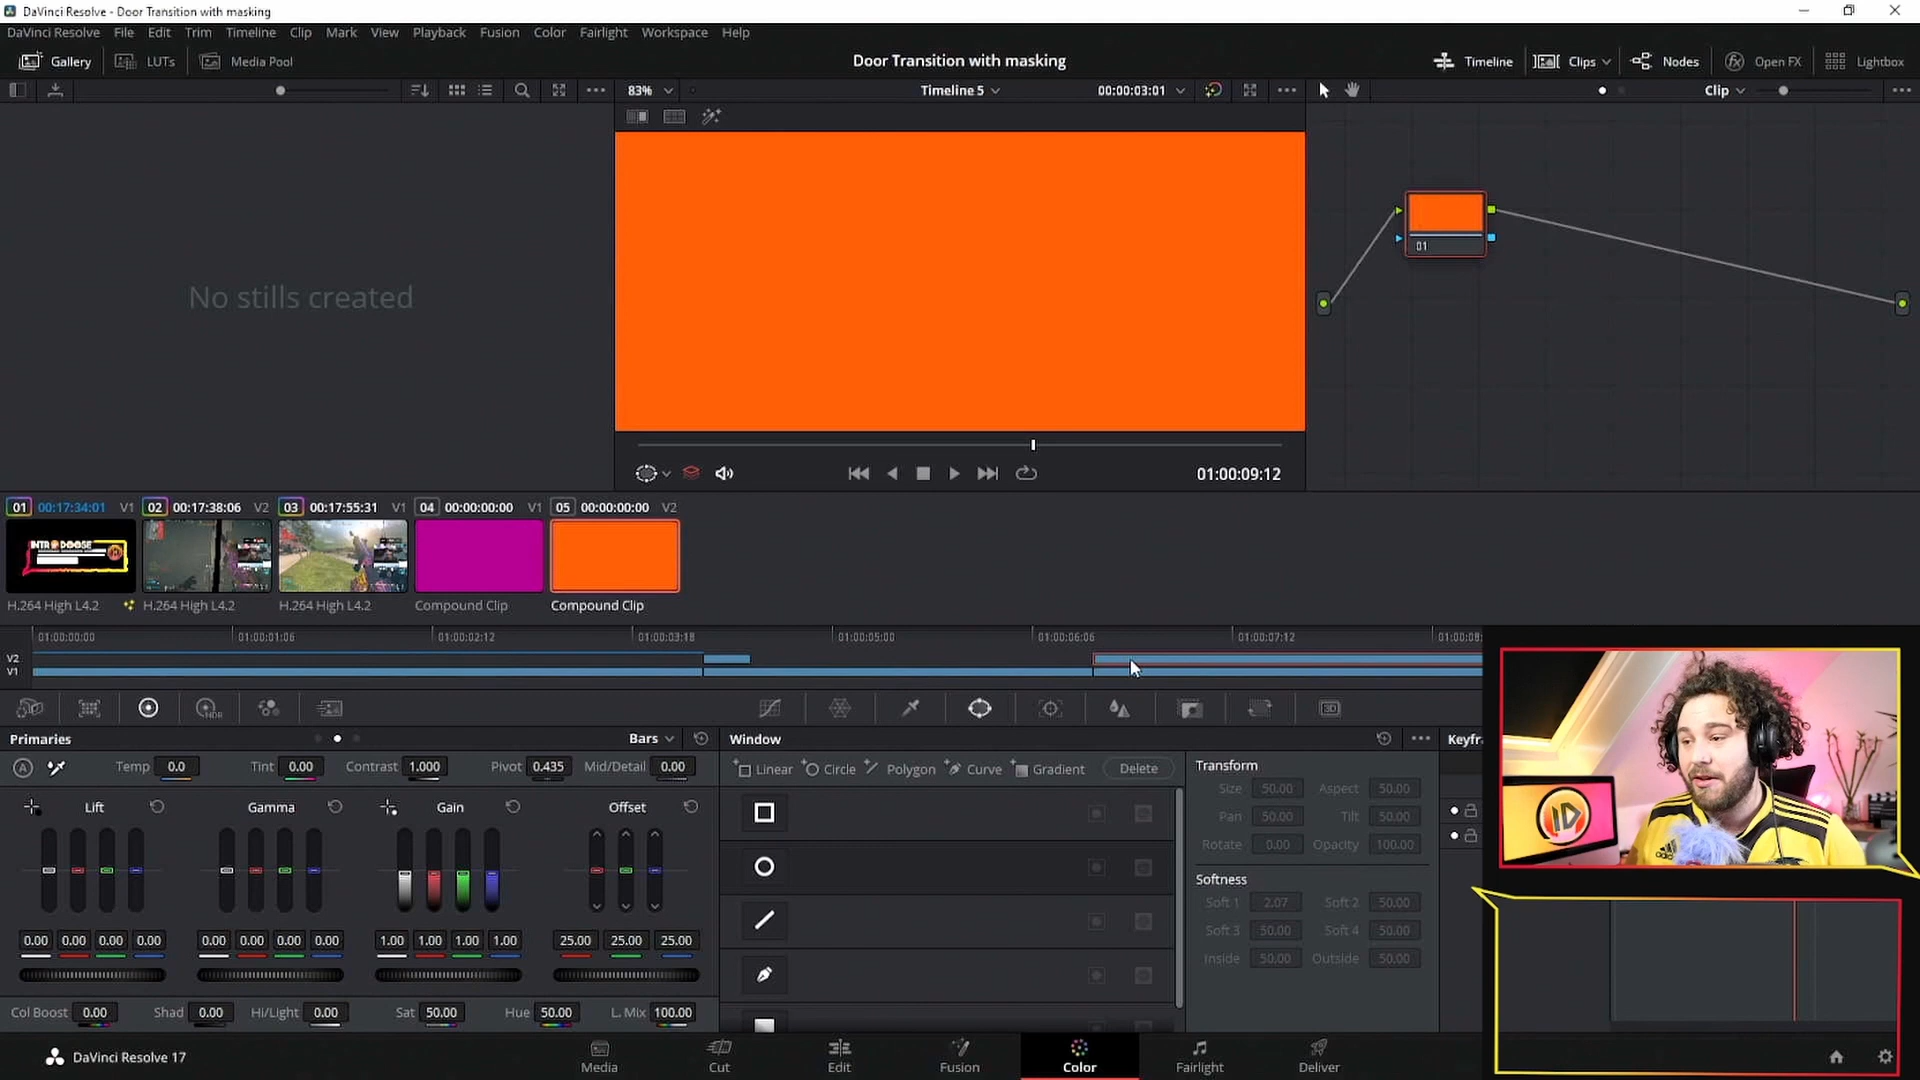 DaVinci Resolve - Door Transition with masking
DaVinci Resolve File Edit Trim Timeline Clip Mark View Playback Fusion Color Fairlight Workspace Help
Gallery LUTs Media Pool Door Transition with masking Timeline Clips Nodes Open FX Lightbox
83% Timeline 5 00:00:03:01 Clip
01
No stills created
01:00:09:12
01 00:17:34:01 V1 02 00:17:38:06 V2 03 00:17:55:31 V1 04 00:00:00:00 V1 05 00:00:00:00 V2
H.264 High L4.2 H.264 High L4.2 H.264 High L4.2 Compound Clip Compound Clip
01:00:00:00 01:00:01:06 01:00:02:12 01:00:03:18 01:00:05:00 01:00:06:06 01:00:07:12 01:00:08:
V2
V1
HDR 3D
Primaries Bars Window Keyfr
A Temp 0.0 Tint 0.00 Contrast 1.000 Pivot 0.435 Mid/Detail 0.00
Linear Circle Polygon Curve Gradient Delete
Transform
Size 50.00 Aspect 50.00
Pan 50.00 Tilt 50.00
Rotate 0.00 Opacity 100.00
Lift Gamma Gain Offset
Softness
Soft 1 2.07 Soft 2 50.00
Soft 3 50.00 Soft 4 50.00
Inside 50.00 Outside 50.00
0.00 0.00 0.00 0.00 0.00 0.00 0.00 0.00 1.00 1.00 1.00 1.00 25.00 25.00 25.00
Col Boost 0.00 Shad 0.00 Hi/Light 0.00 Sat 50.00 Hue 50.00 L. Mix 100.00
DaVinci Resolve 17
Media Cut Edit Fusion Color Fairlight Deliver
ID
adidas